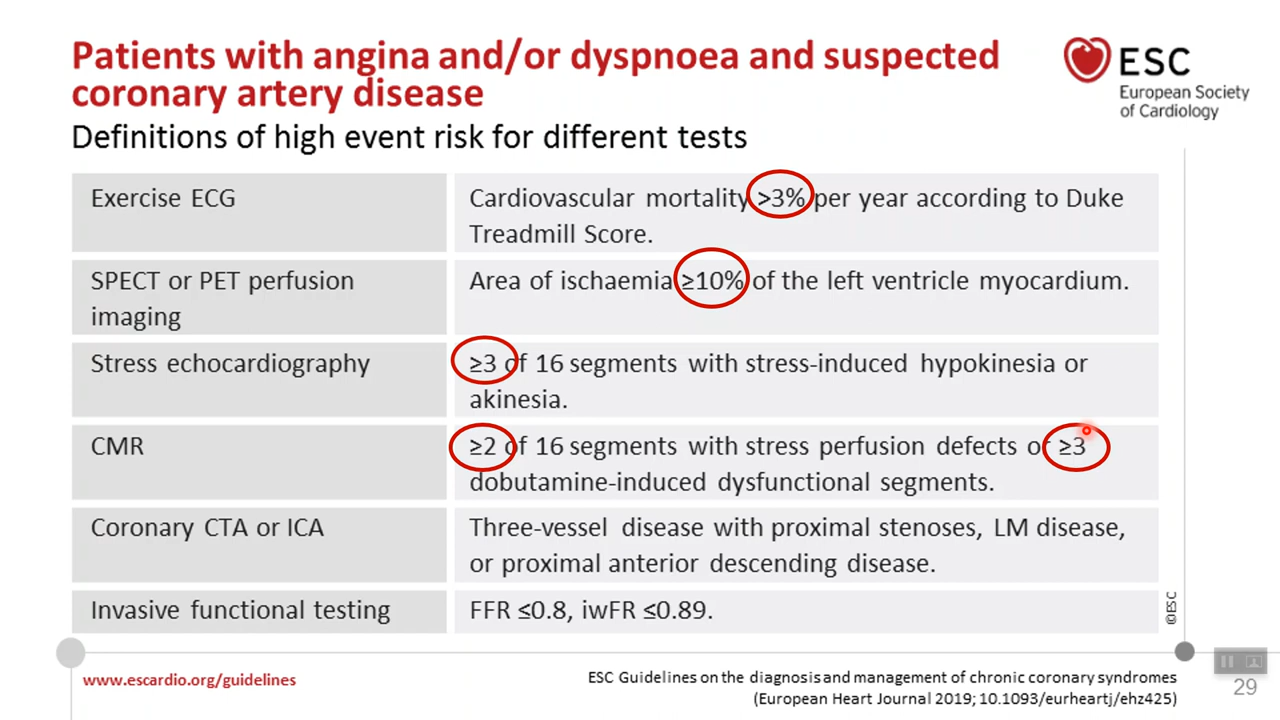 Patients with angina and/or dyspnoea and suspected
coronary artery disease
Definitions of high event risk for different tests
ESC
European Society
of Cardiology
Exercise ECG
Cardiovascular mortality >3% per year according to Duke
Treadmill Score.
SPECT or PET perfusion
imaging
Area of ischaemia ≥10% of the left ventricle myocardium.
Stress echocardiography
≥3 of 16 segments with stress-induced hypokinesia or
akinesia.
CMR
≥2 of 16 segments with stress perfusion defects or ≥3
dobutamine-induced dysfunctional segments.
Coronary CTA or ICA
Three-vessel disease with proximal stenoses, LM disease,
or proximal anterior descending disease.
Invasive functional testing
FFR ≤0.8, iwFR ≤0.89.
©ESC
www.escardio.org/guidelines
ESC Guidelines on the diagnosis and management of chronic coronary syndromes
(European Heart Journal 2019; 10.1093/eurheartj/ehz425)
29